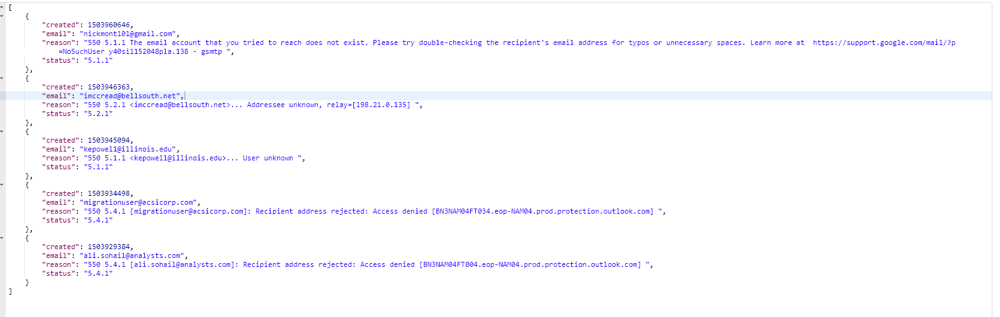 [
{
"created": 1503960646,
"email": "nickmont101@gmail.com",
"reason": "550 5.1.1 The email account that you tried to reach does not exist. Please try double-checking the recipient's email address for typos or unnecessary spaces. Learn more at  https://support.google.com/mail/?p
=NoSuchUser y40si1152048pla.138 - gsmtp ",
"status": "5.1.1"
},
{
"created": 1503946363,
"email": "imccread@bellsouth.net",
"reason": "550 5.2.1 <imccread@bellsouth.net>... Addressee unknown, relay=[198.21.0.135] ",
"status": "5.2.1"
},
{
"created": 1503945094,
"email": "kepowel1@illinois.edu",
"reason": "550 5.1.1 <kepowel1@illinois.edu>... User unknown ",
"status": "5.1.1"
},
{
"created": 1503934498,
"email": "migrationuser@acsicorp.com",
"reason": "550 5.4.1 [migrationuser@acsicorp.com]: Recipient address rejected: Access denied [BN3NAM04FT034.eop-NAM04.prod.protection.outlook.com] ",
"status": "5.4.1"
},
{
"created": 1503929384,
"email": "ali.sohail@analysts.com",
"reason": "550 5.4.1 [ali.sohail@analysts.com]: Recipient address rejected: Access denied [BN3NAM04FT004.eop-NAM04.prod.protection.outlook.com] ",
"status": "5.4.1"
}
]